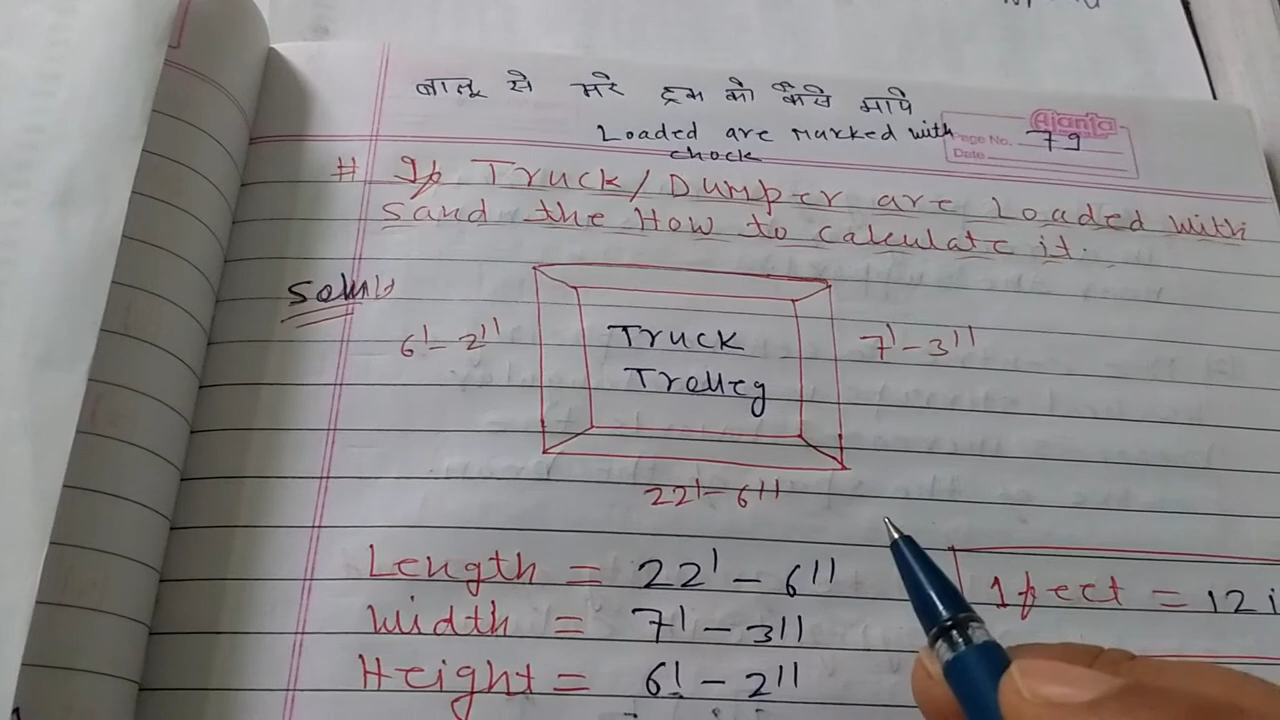 बालू से भरे ट्रक को कैसे मापे
Loaded are Marked with
chock
Ajanta
Page No. 79
Date
# If Truck/Dumper are Loaded with
sand the How to calculate it.
Soln
6'-2"
Truck
Trolley
7'-3"
22'-6"
Length = 22'-6"
Width = 7'-3"
Height = 6'-2"
1 feet = 12 i